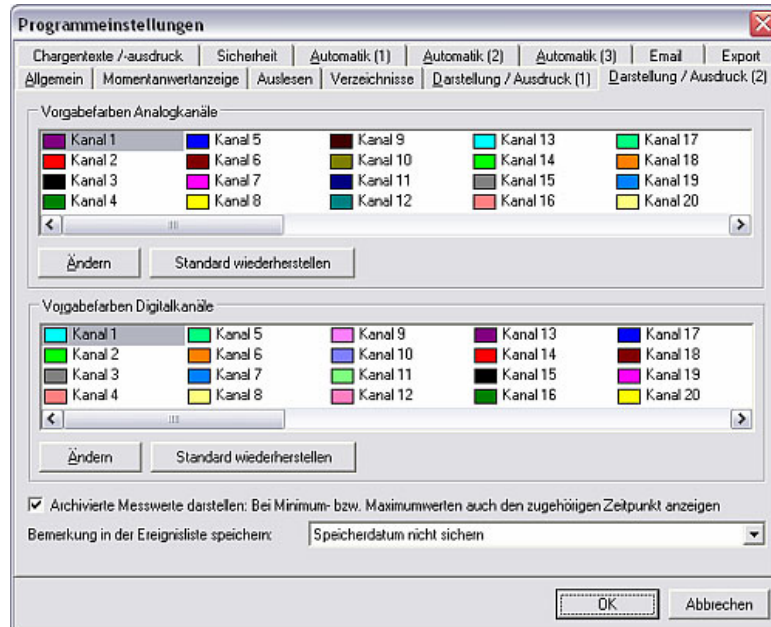 Programmeinstellungen
Chargentexte /-ausdruck Sicherheit Automatik (1) Automatik (2) Automatik (3) Email Export
Allgemein Momentanwertanzeige Auslesen Verzeichnisse Darstellung / Ausdruck (1) Darstellung / Ausdruck (2)
Vorgabefarben Analogkanäle
Kanal 1 Kanal 5 Kanal 9 Kanal 13 Kanal 17
Kanal 2 Kanal 6 Kanal 10 Kanal 14 Kanal 18
Kanal 3 Kanal 7 Kanal 11 Kanal 15 Kanal 19
Kanal 4 Kanal 8 Kanal 12 Kanal 16 Kanal 20
Ändern Standard wiederherstellen
Vorgabefarben Digitalkanäle
Kanal 1 Kanal 5 Kanal 9 Kanal 13 Kanal 17
Kanal 2 Kanal 6 Kanal 10 Kanal 14 Kanal 18
Kanal 3 Kanal 7 Kanal 11 Kanal 15 Kanal 19
Kanal 4 Kanal 8 Kanal 12 Kanal 16 Kanal 20
Ändern Standard wiederherstellen
Archivierte Messwerte darstellen: Bei Minimum- bzw. Maximumwerten auch den zugehörigen Zeitpunkt anzeigen
Bemerkung in der Ereignisliste speichern: Speicherdatum nicht sichern
OK Abbrechen